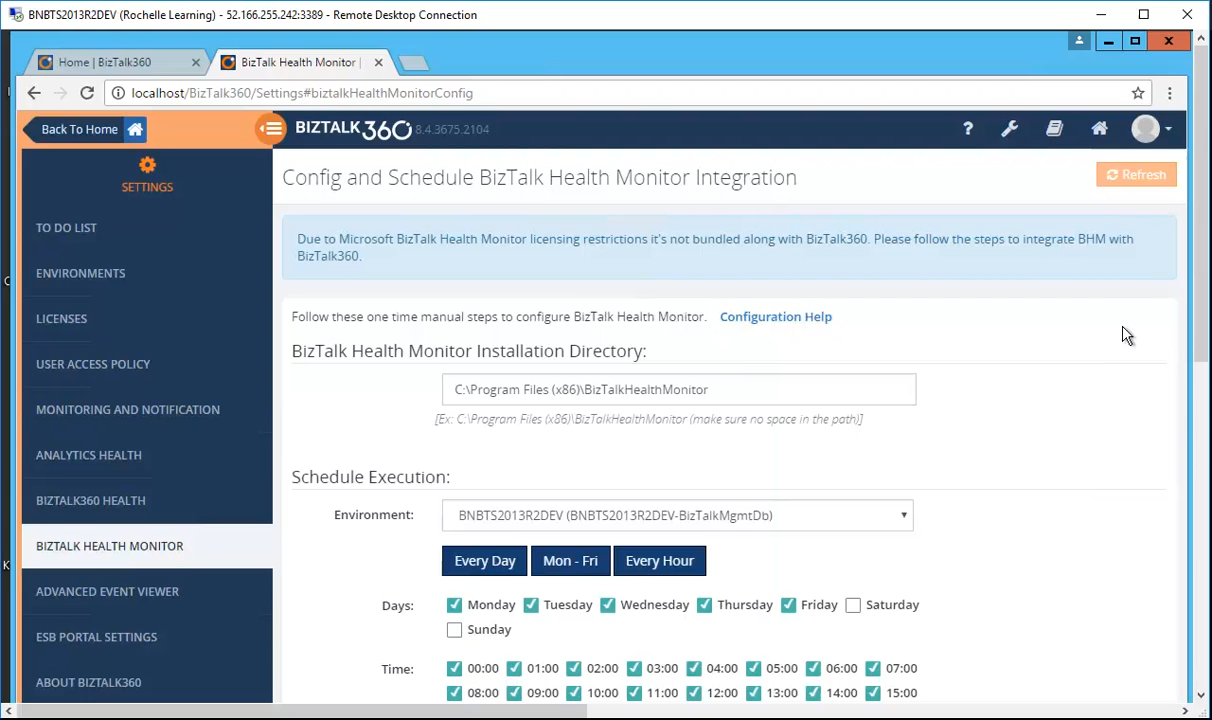 BNBTS2013R2DEV (Rochelle Learning) - 52.166.255.242:3389 - Remote Desktop Connection
Home | BizTalk360
BizTalk Health Monitor |
localhost/BizTalk360/Settings#biztalkHealthMonitorConfig
Back To Home
BIZTALK360 8.4.3675.2104
SETTINGS
TO DO LIST
ENVIRONMENTS
LICENSES
USER ACCESS POLICY
MONITORING AND NOTIFICATION
ANALYTICS HEALTH
BIZTALK360 HEALTH
BIZTALK HEALTH MONITOR
ADVANCED EVENT VIEWER
ESB PORTAL SETTINGS
ABOUT BIZTALK360
Config and Schedule BizTalk Health Monitor Integration
Refresh
Due to Microsoft BizTalk Health Monitor licensing restrictions it's not bundled along with BizTalk360. Please follow the steps to integrate BHM with
BizTalk360.
Follow these one time manual steps to configure BizTalk Health Monitor. Configuration Help
BizTalk Health Monitor Installation Directory:
C:\Program Files (x86)\BizTalkHealthMonitor
[Ex: C:\Program Files (x86)\BizTalkHealthMonitor (make sure no space in the path)]
Schedule Execution:
Environment: BNBTS2013R2DEV (BNBTS2013R2DEV-BizTalkMgmtDb)
Every Day Mon - Fri Every Hour
Days: Monday Tuesday Wednesday Thursday Friday Saturday
Sunday
Time: 00:00 01:00 02:00 03:00 04:00 05:00 06:00 07:00
08:00 09:00 10:00 11:00 12:00 13:00 14:00 15:00